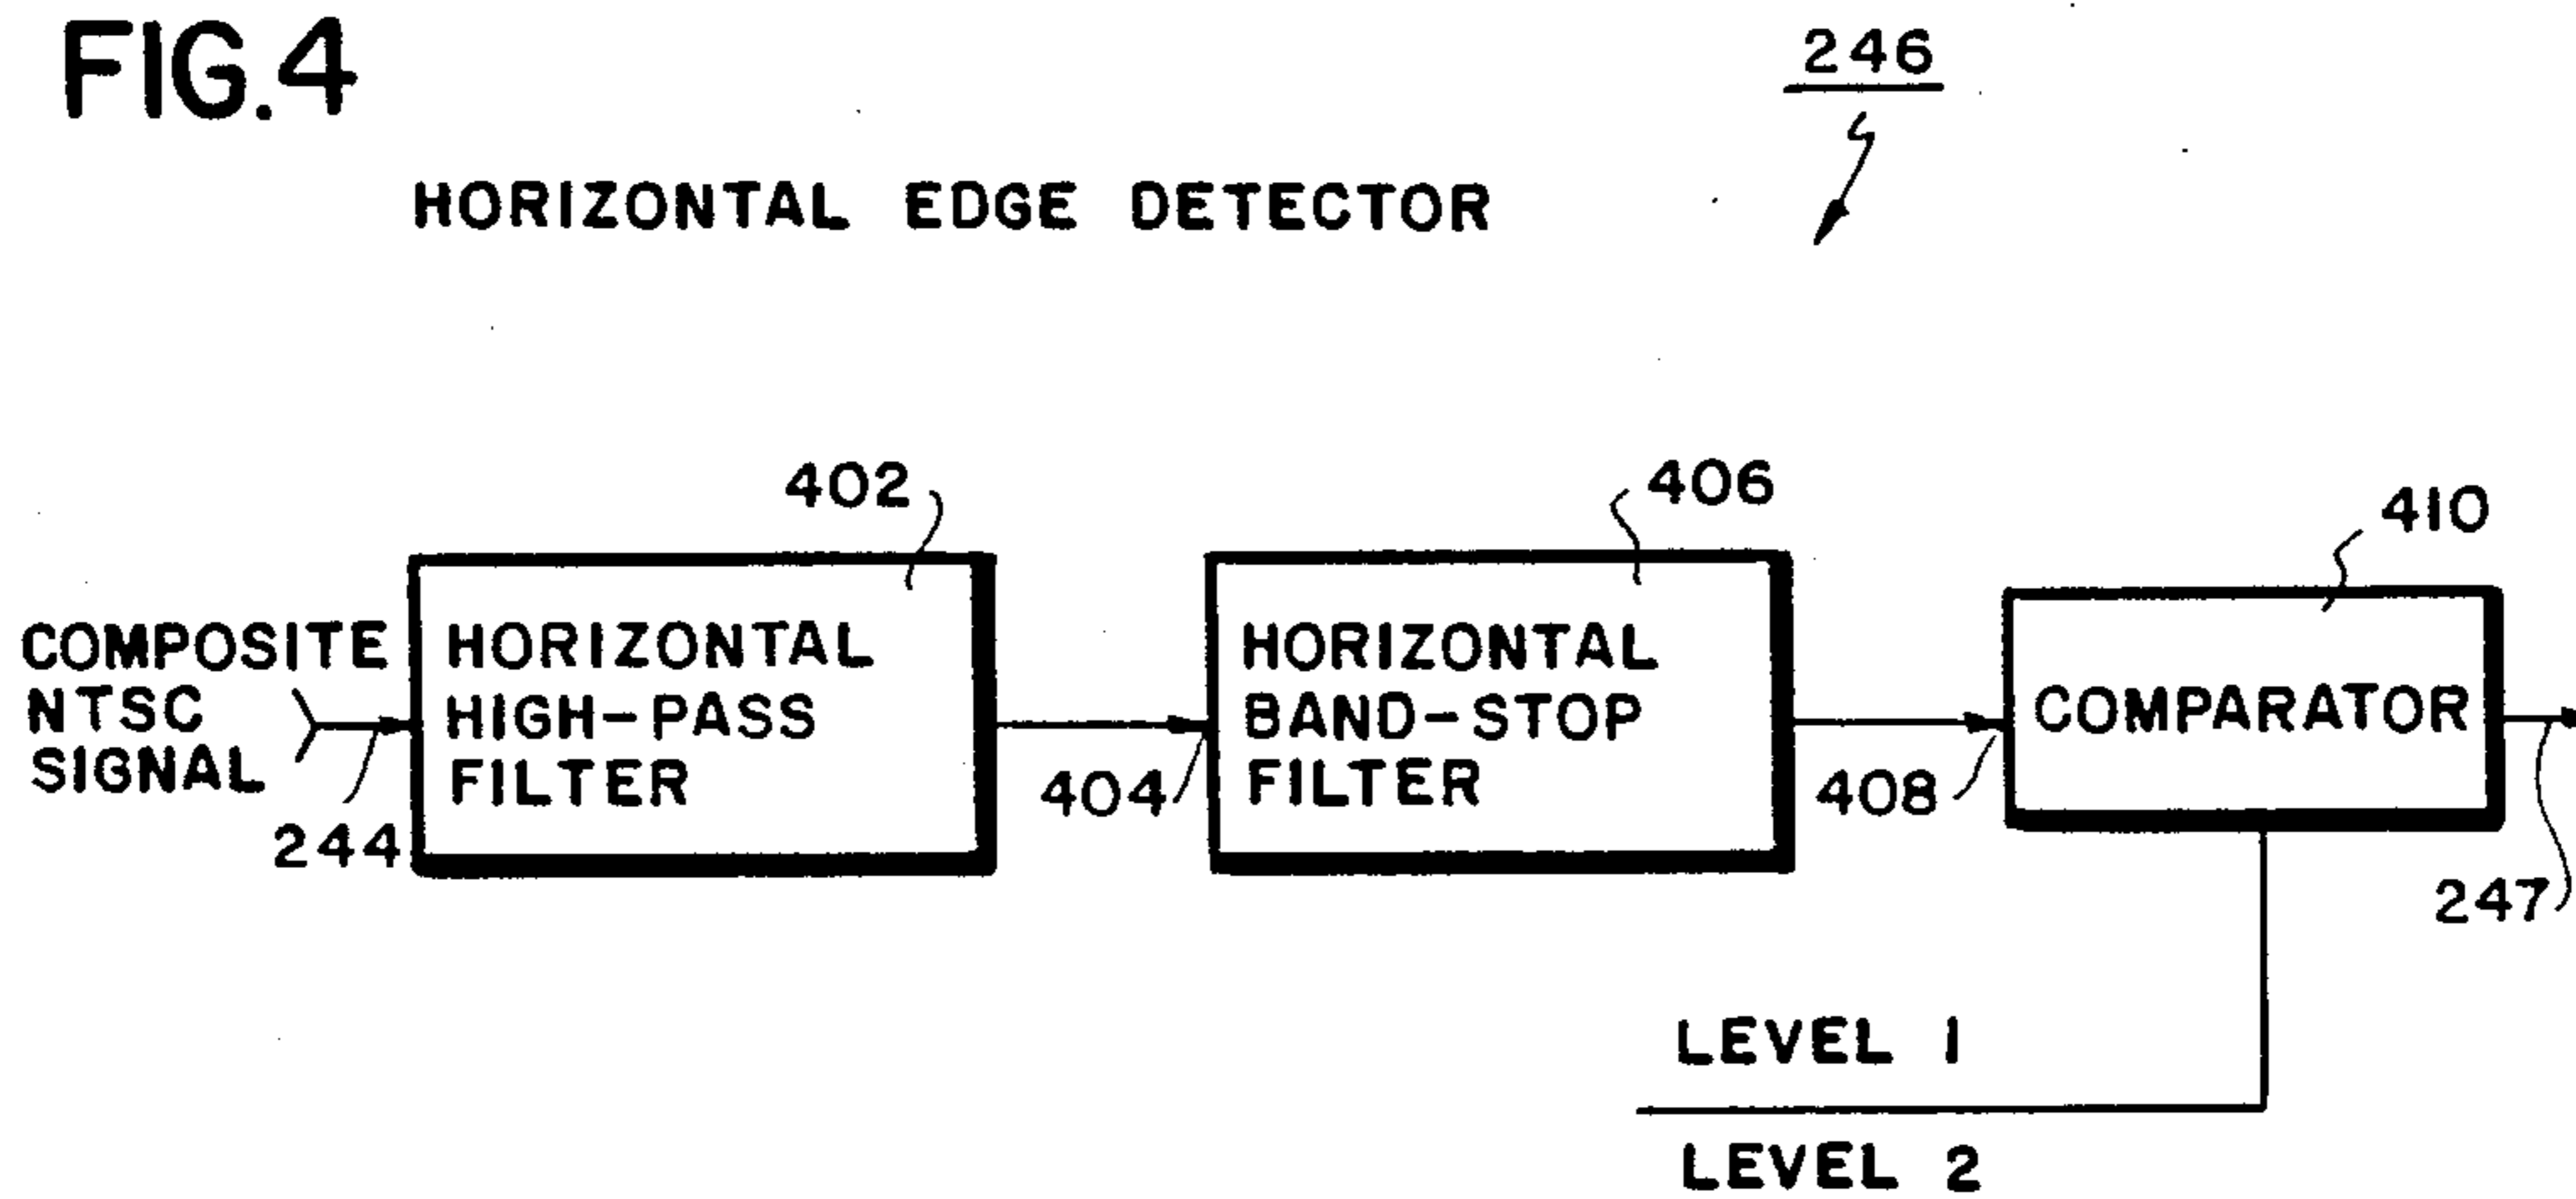 FIG.4
246
HORIZONTAL EDGE DETECTOR
402
406
410
COMPOSITE
NTSC
SIGNAL
HORIZONTAL
HIGH-PASS
FILTER
HORIZONTAL
BAND-STOP
FILTER
COMPARATOR
244
404
408
247
LEVEL 1
LEVEL 2